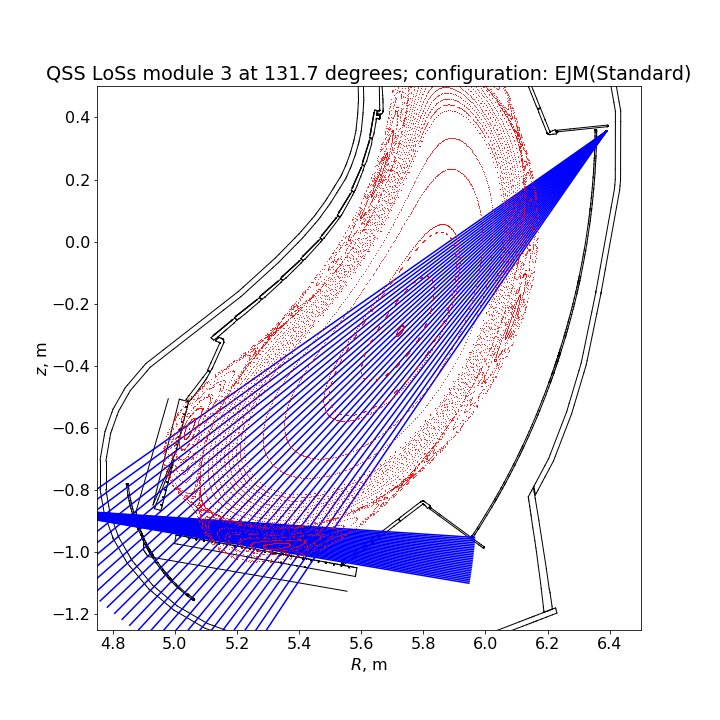 QSS LoSs module 3 at 131.7 degrees; configuration: EJM(Standard)
0.4
0.2
0.0
−0.2
−0.4
−0.6
−0.8
−1.0
−1.2
z, m
4.8 5.0 5.2 5.4 5.6 5.8 6.0 6.2 6.4
R, m